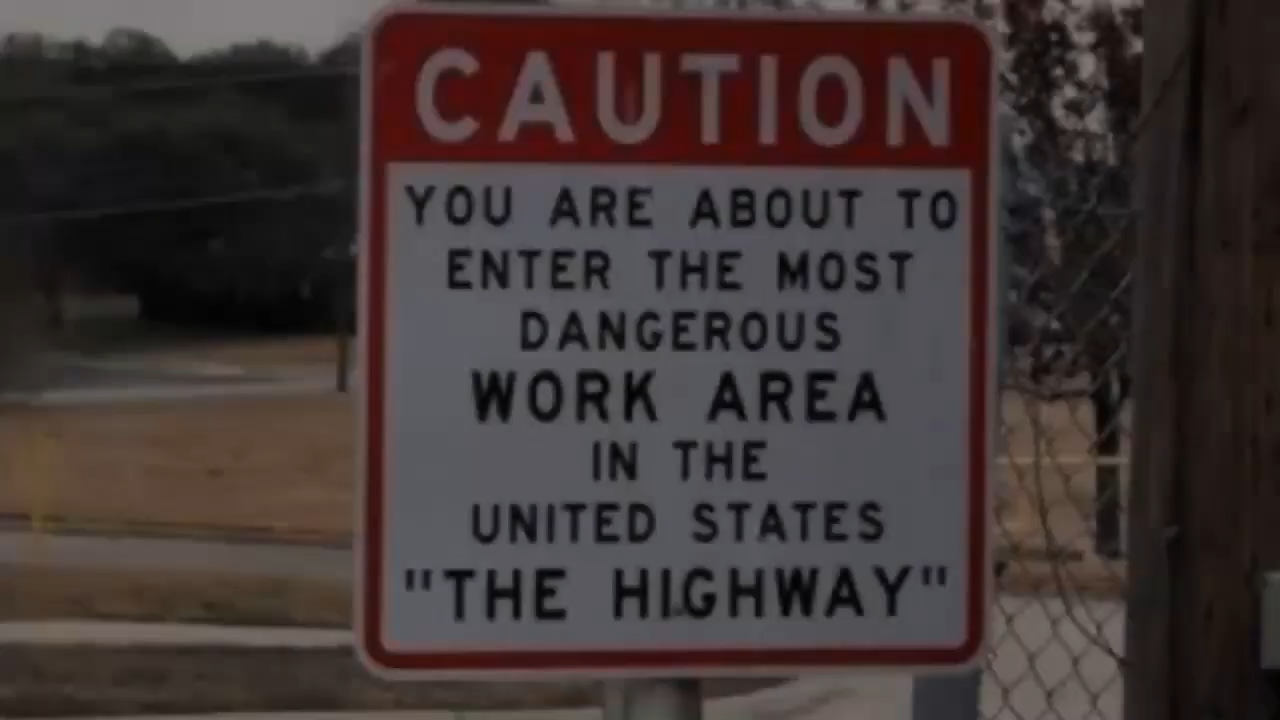 CAUTION
YOU ARE ABOUT TO
ENTER THE MOST
DANGEROUS
WORK AREA
IN THE
UNITED STATES
"THE HIGHWAY"